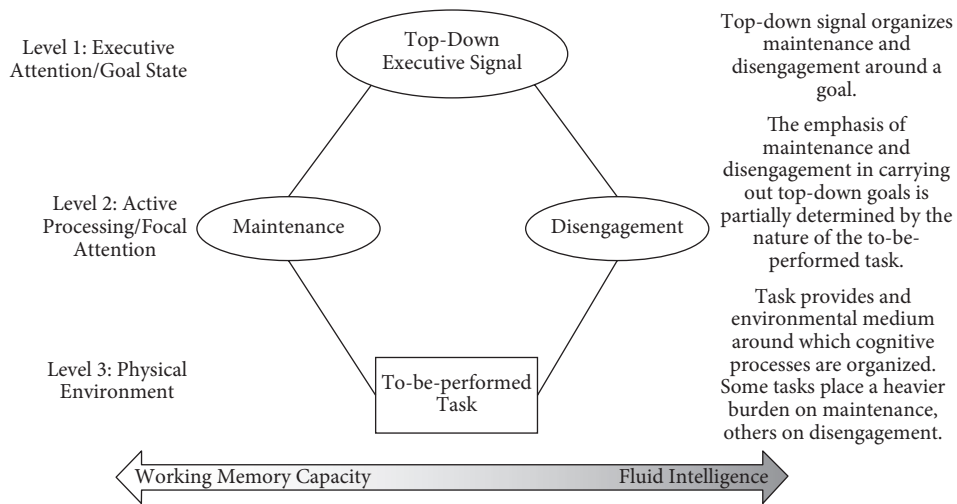 Level 1: Executive
Attention/Goal State
Top-Down
Executive Signal
Top-down signal organizes
maintenance and
disengagement around a
goal.
Level 2: Active
Processing/Focal
Attention
Maintenance
Disengagement
The emphasis of
maintenance and
disengagement in carrying
out top-down goals is
partially determined by the
nature of the to-be-
performed task.
Level 3: Physical
Environment
To-be-performed
Task
Task provides and
environmental medium
around which cognitive
processes are organized.
Some tasks place a heavier
burden on maintenance,
others on disengagement.
Working Memory Capacity
Fluid Intelligence